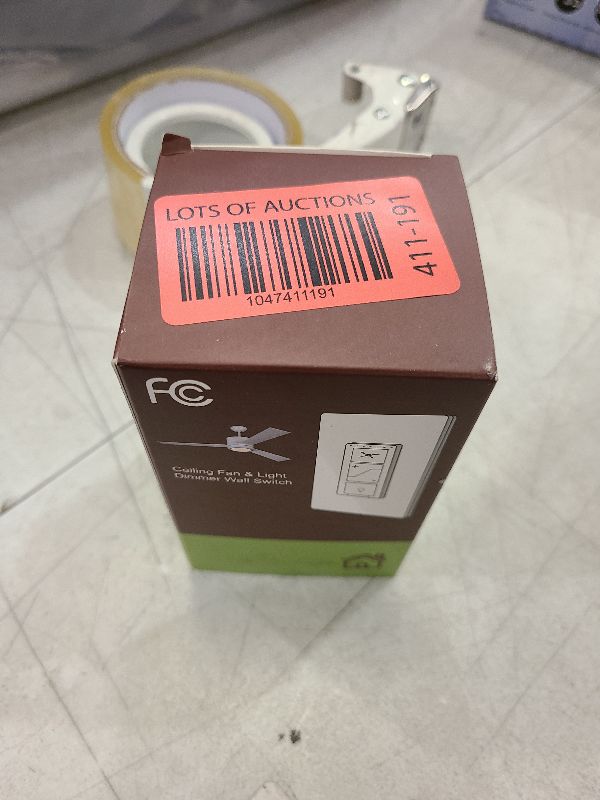 LOTS OF AUCTIONS
411-191
1047411191
FC
Ceiling Fan & Light
Dimmer Wall Switch